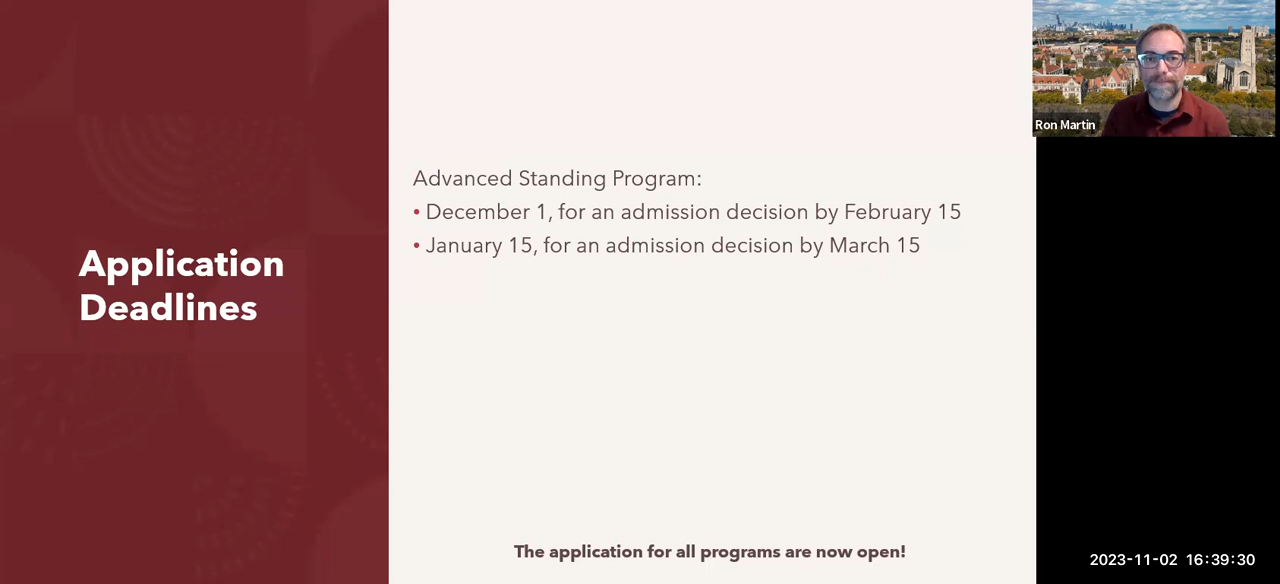 Application
Deadlines
Advanced Standing Program:
• December 1, for an admission decision by February 15
• January 15, for an admission decision by March 15
The application for all programs are now open!
Ron Martin
2023-11-02 16:39:30